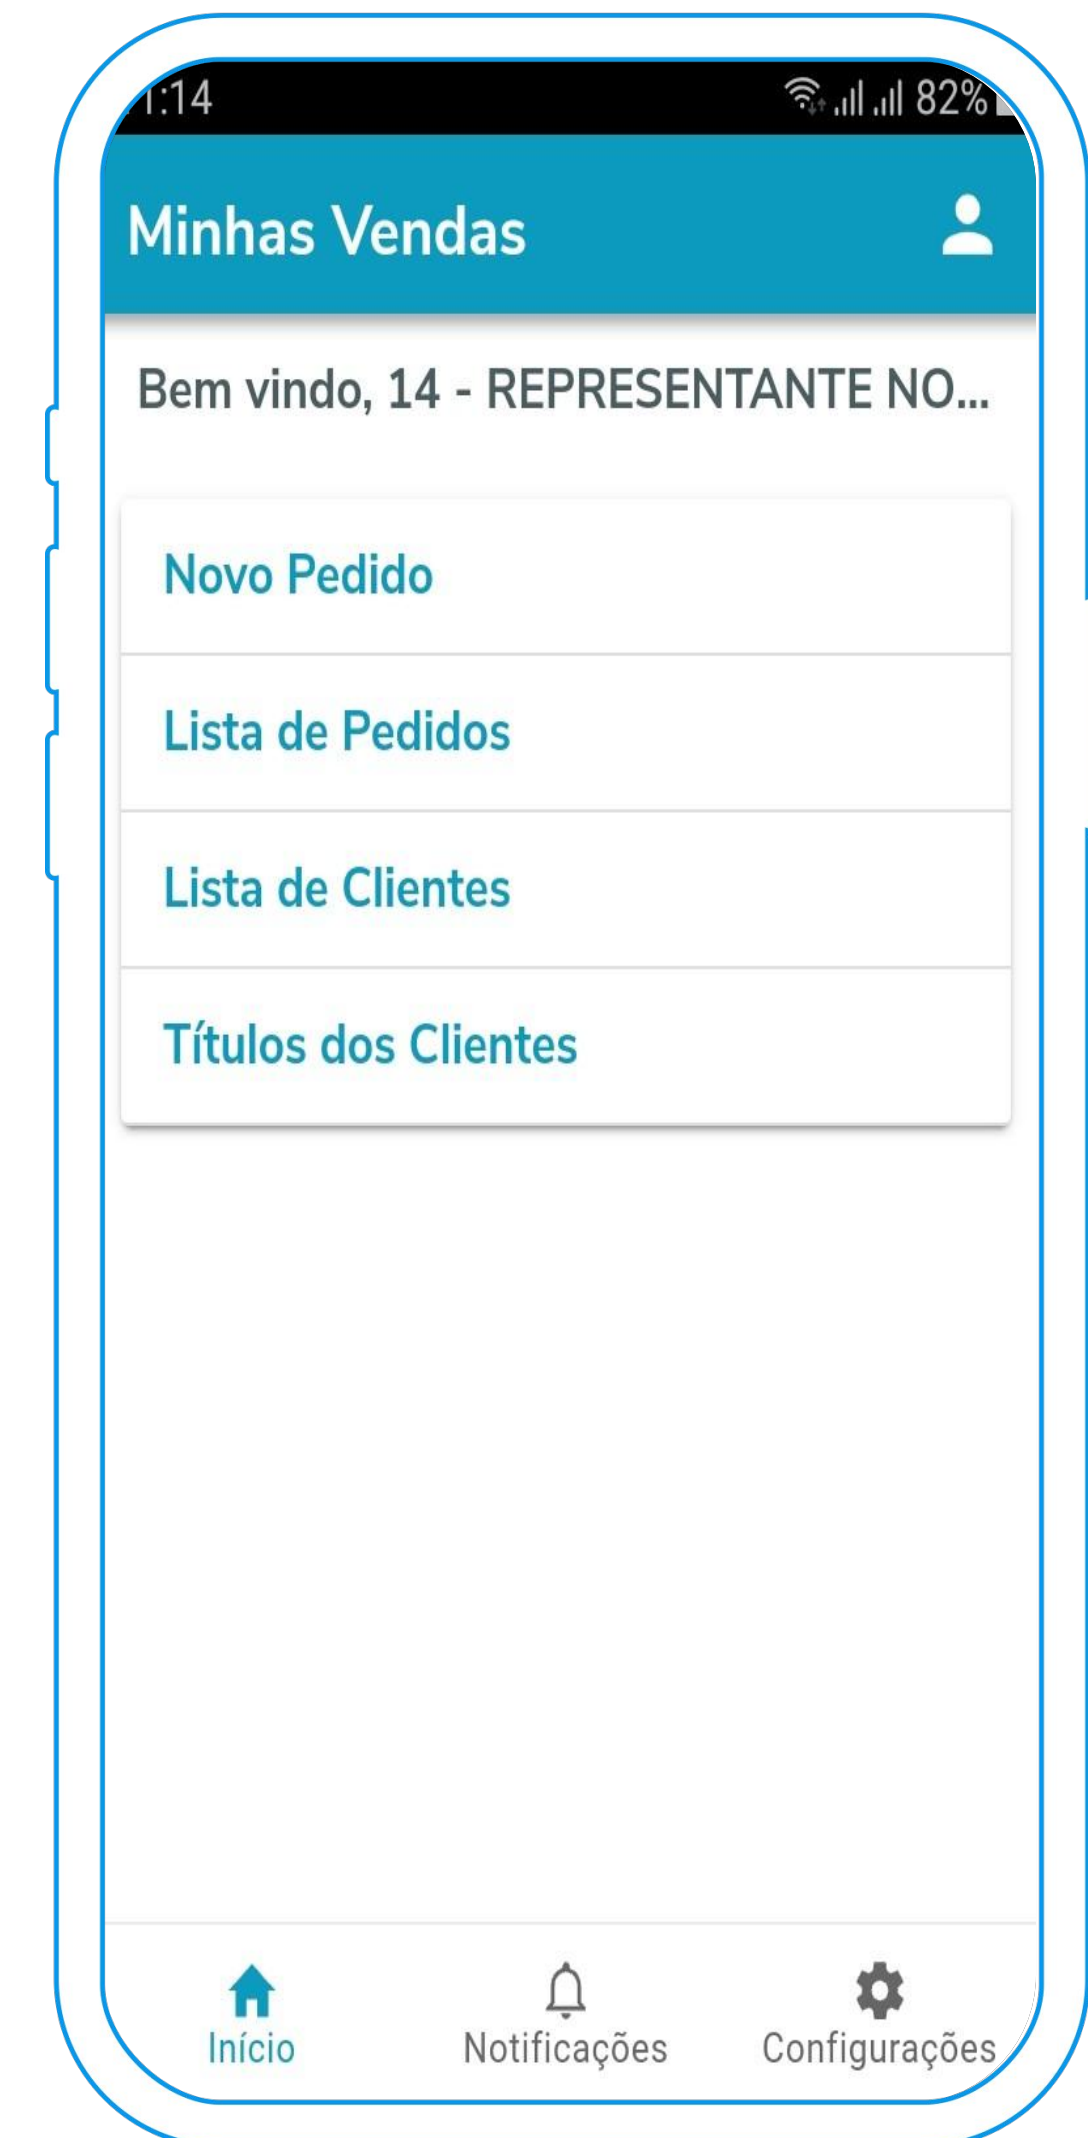 1:14 82%
Minhas Vendas
Bem vindo, 14 - REPRESENTANTE NO...
Novo Pedido
Lista de Pedidos
Lista de Clientes
Títulos dos Clientes
Início Notificações Configurações